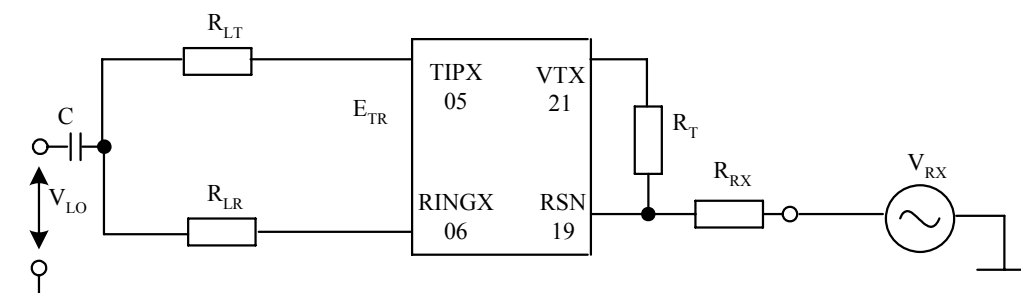 R_LT
TIPX
05
VTX
21
C
E_TR
R_T
V_LO
R_LR
R_RX
V_RX
RINGX
06
RSN
19